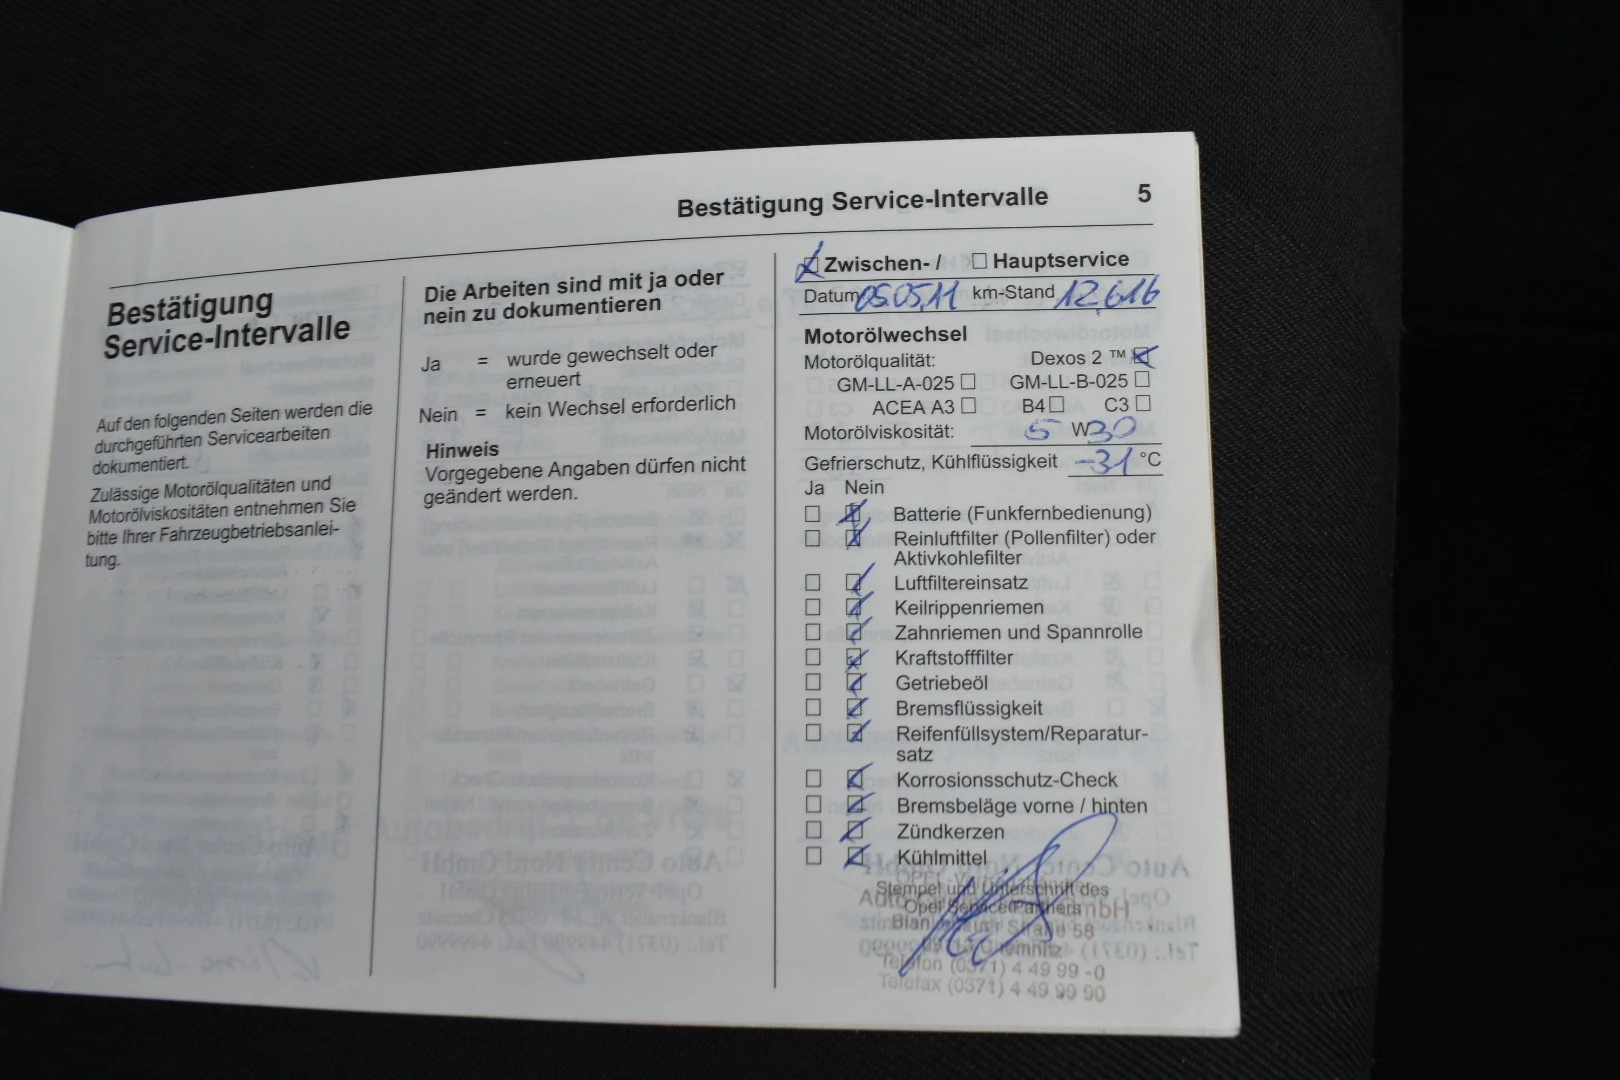 Bestätigung Service-Intervalle 5
Bestätigung
Service-Intervalle
Auf den folgenden Seiten werden die
durchgeführten Servicearbeiten
dokumentiert.
Zulässige Motorölqualitäten und
Motorölviskositäten entnehmen Sie
bitte Ihrer Fahrzeugbetriebsanlei-
tung.
Die Arbeiten sind mit ja oder
nein zu dokumentieren
Ja = wurde gewechselt oder
erneuert
Nein = kein Wechsel erforderlich
Hinweis
Vorgegebene Angaben dürfen nicht
geändert werden.
Zwischen- / Hauptservice
Datum 05.05.11 km-Stand 12.616
Motorölwechsel
Motorölqualität: Dexos 2 ™
GM-LL-A-025 GM-LL-B-025
ACEA A3 B4 C3
Motorölviskosität: 5 W 30
Gefrierschutz, Kühlflüssigkeit -31 °C
Ja Nein
Batterie (Funkfernbedienung)
Reinluftfilter (Pollenfilter) oder
Aktivkohlefilter
Luftfiltereinsatz
Keilrippenriemen
Zahnriemen und Spannrolle
Kraftstofffilter
Getriebeöl
Bremsflüssigkeit
Reifenfüllsystem/Reparatur-
satz
Korrosionsschutz-Check
Bremsbeläge vorne / hinten
Zündkerzen
Kühlmittel
Stempel und Unterschrift des
Opel Service Partners
Straße 58
Chemnitz
Telefon (0371) 4 49 99 -0
Telefax (0371) 4 49 99 90